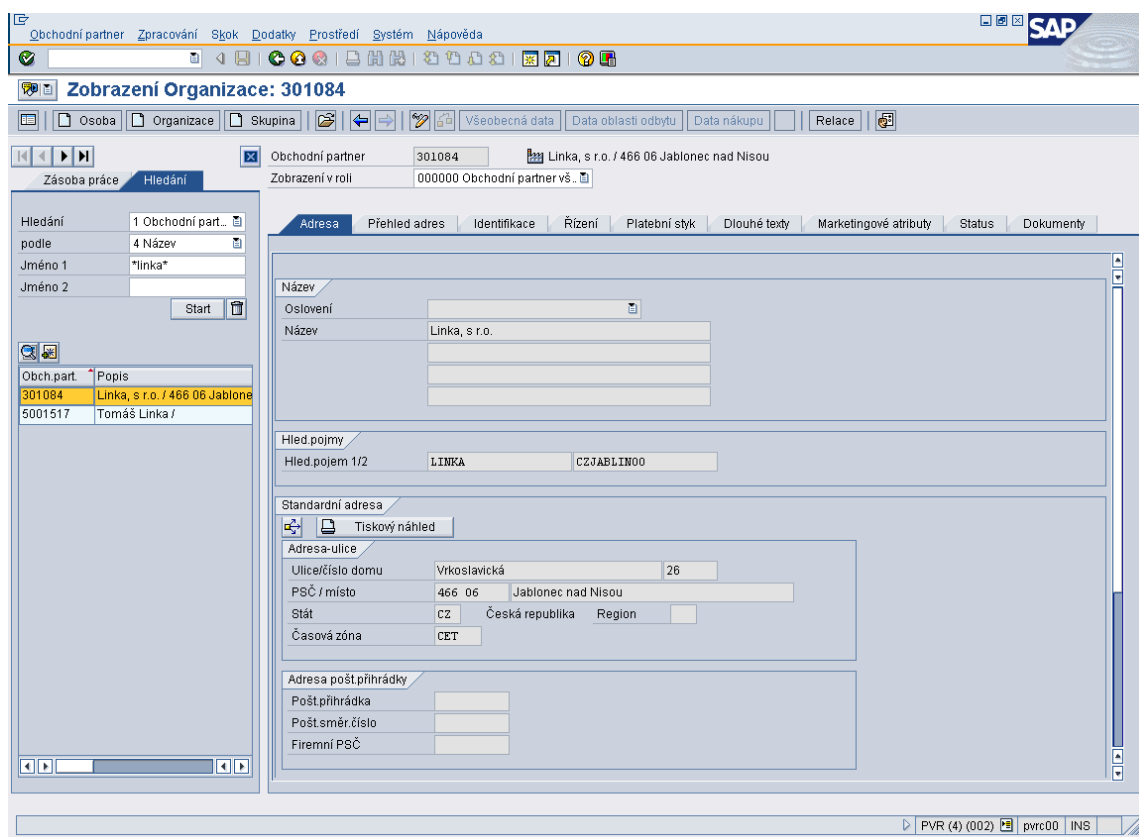 Obchodní partner Zpracování Skok Dodatky Prostředí Systém Nápověda
SAP
Zobrazení Organizace: 301084
Osoba Organizace Skupina Všeobecná data Data oblasti odbytu Data nákupu Relace
Obchodní partner 301084 Linka, s r.o. / 466 06 Jablonec nad Nisou
Zobrazení v roli 000000 Obchodní partner vš..
Zásoba práce Hledání
Hledání 1 Obchodní part...
podle 4 Název
Jméno 1 *linka*
Jméno 2
Start
Obch.part. Popis
301084 Linka, s r.o. / 466 06 Jablone
5001517 Tomáš Linka /
Adresa Přehled adres Identifikace Řízení Platební styk Dlouhé texty Marketingové atributy Status Dokumenty
Název
Oslovení
Název Linka, s r.o.
Hled.pojmy
Hled.pojem 1/2 LINKA CZJABLIN00
Standardní adresa
Tiskový náhled
Adresa-ulice
Ulice/číslo domu Vrkoslavická 26
PSČ / místo 466 06 Jablonec nad Nisou
Stát CZ Česká republika Region
Časová zóna CET
Adresa pošt.přihrádky
Pošt.přihrádka
Pošt.směr.číslo
Firemní PSČ
PVR (4) (002) pvrc00 INS